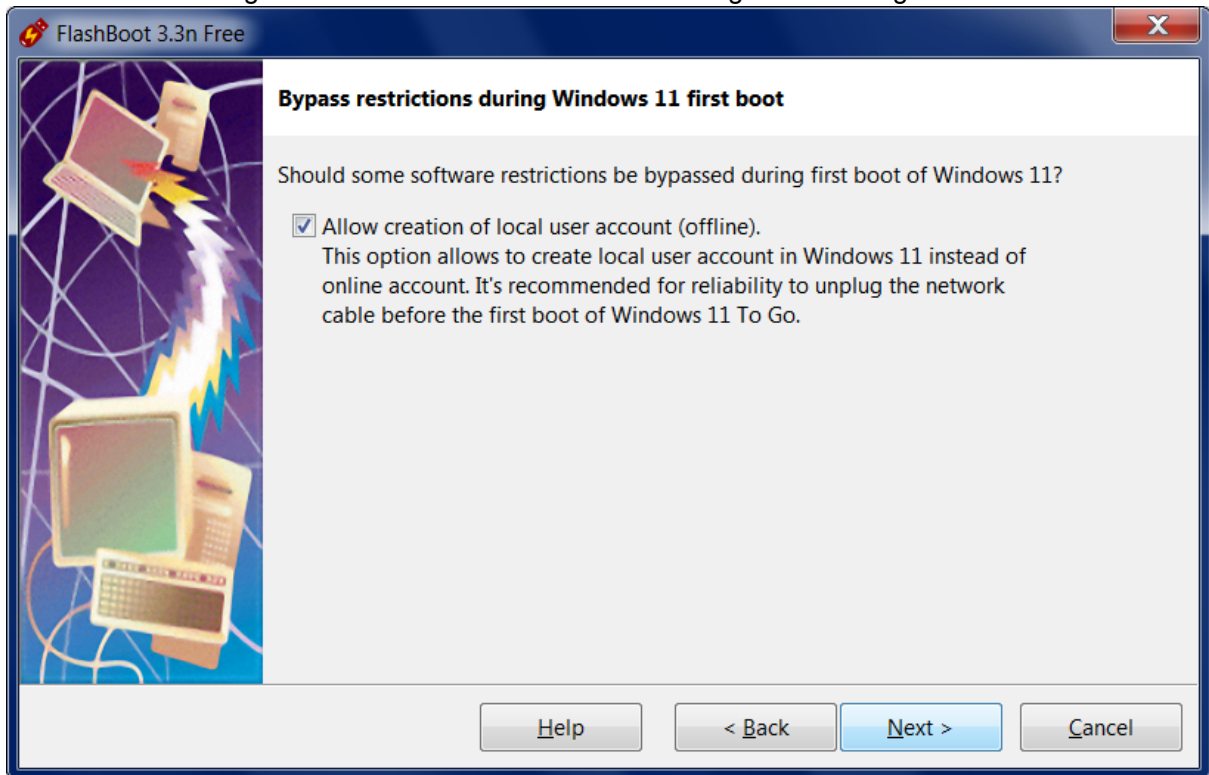 FlashBoot 3.3n Free
X
Bypass restrictions during Windows 11 first boot
Should some software restrictions be bypassed during first boot of Windows 11?
Allow creation of local user account (offline).
This option allows to create local user account in Windows 11 instead of
online account. It's recommended for reliability to unplug the network
cable before the first boot of Windows 11 To Go.
Help
< Back
Next >
Cancel